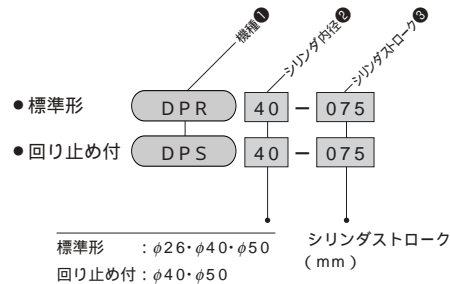 機種❶
シリンダ内径❷
シリンダストローク❸
●標準形 DPR 40－075
●回り止め付 DPS 40－075
標準形　：φ26・φ40・φ50
回り止め付：φ40・φ50
シリンダストローク
(mm)